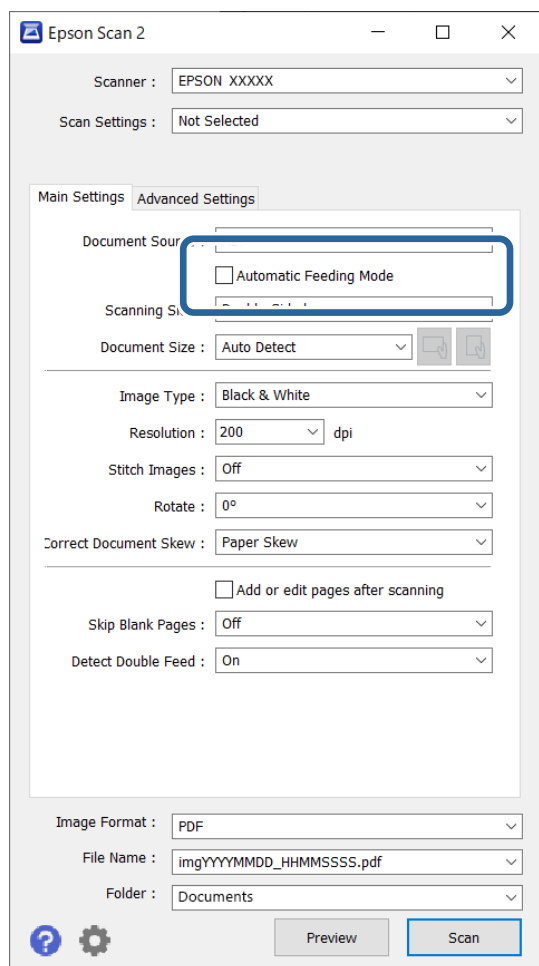 Epson Scan 2
Scanner : EPSON XXXXX
Scan Settings : Not Selected
Main Settings Advanced Settings
Document
Automatic Feeding Mode
Scanning
Document Size : Auto Detect
Image Type : Black & White
Resolution : 200 dpi
Stitch Images : Off
Rotate : 0°
Correct Document Skew : Paper Skew
Add or edit pages after scanning
Skip Blank Pages : Off
Detect Double Feed : On
Image Format : PDF
File Name : imgYYYYMMDD_HHMMSSSS.pdf
Folder : Documents
? Preview Scan